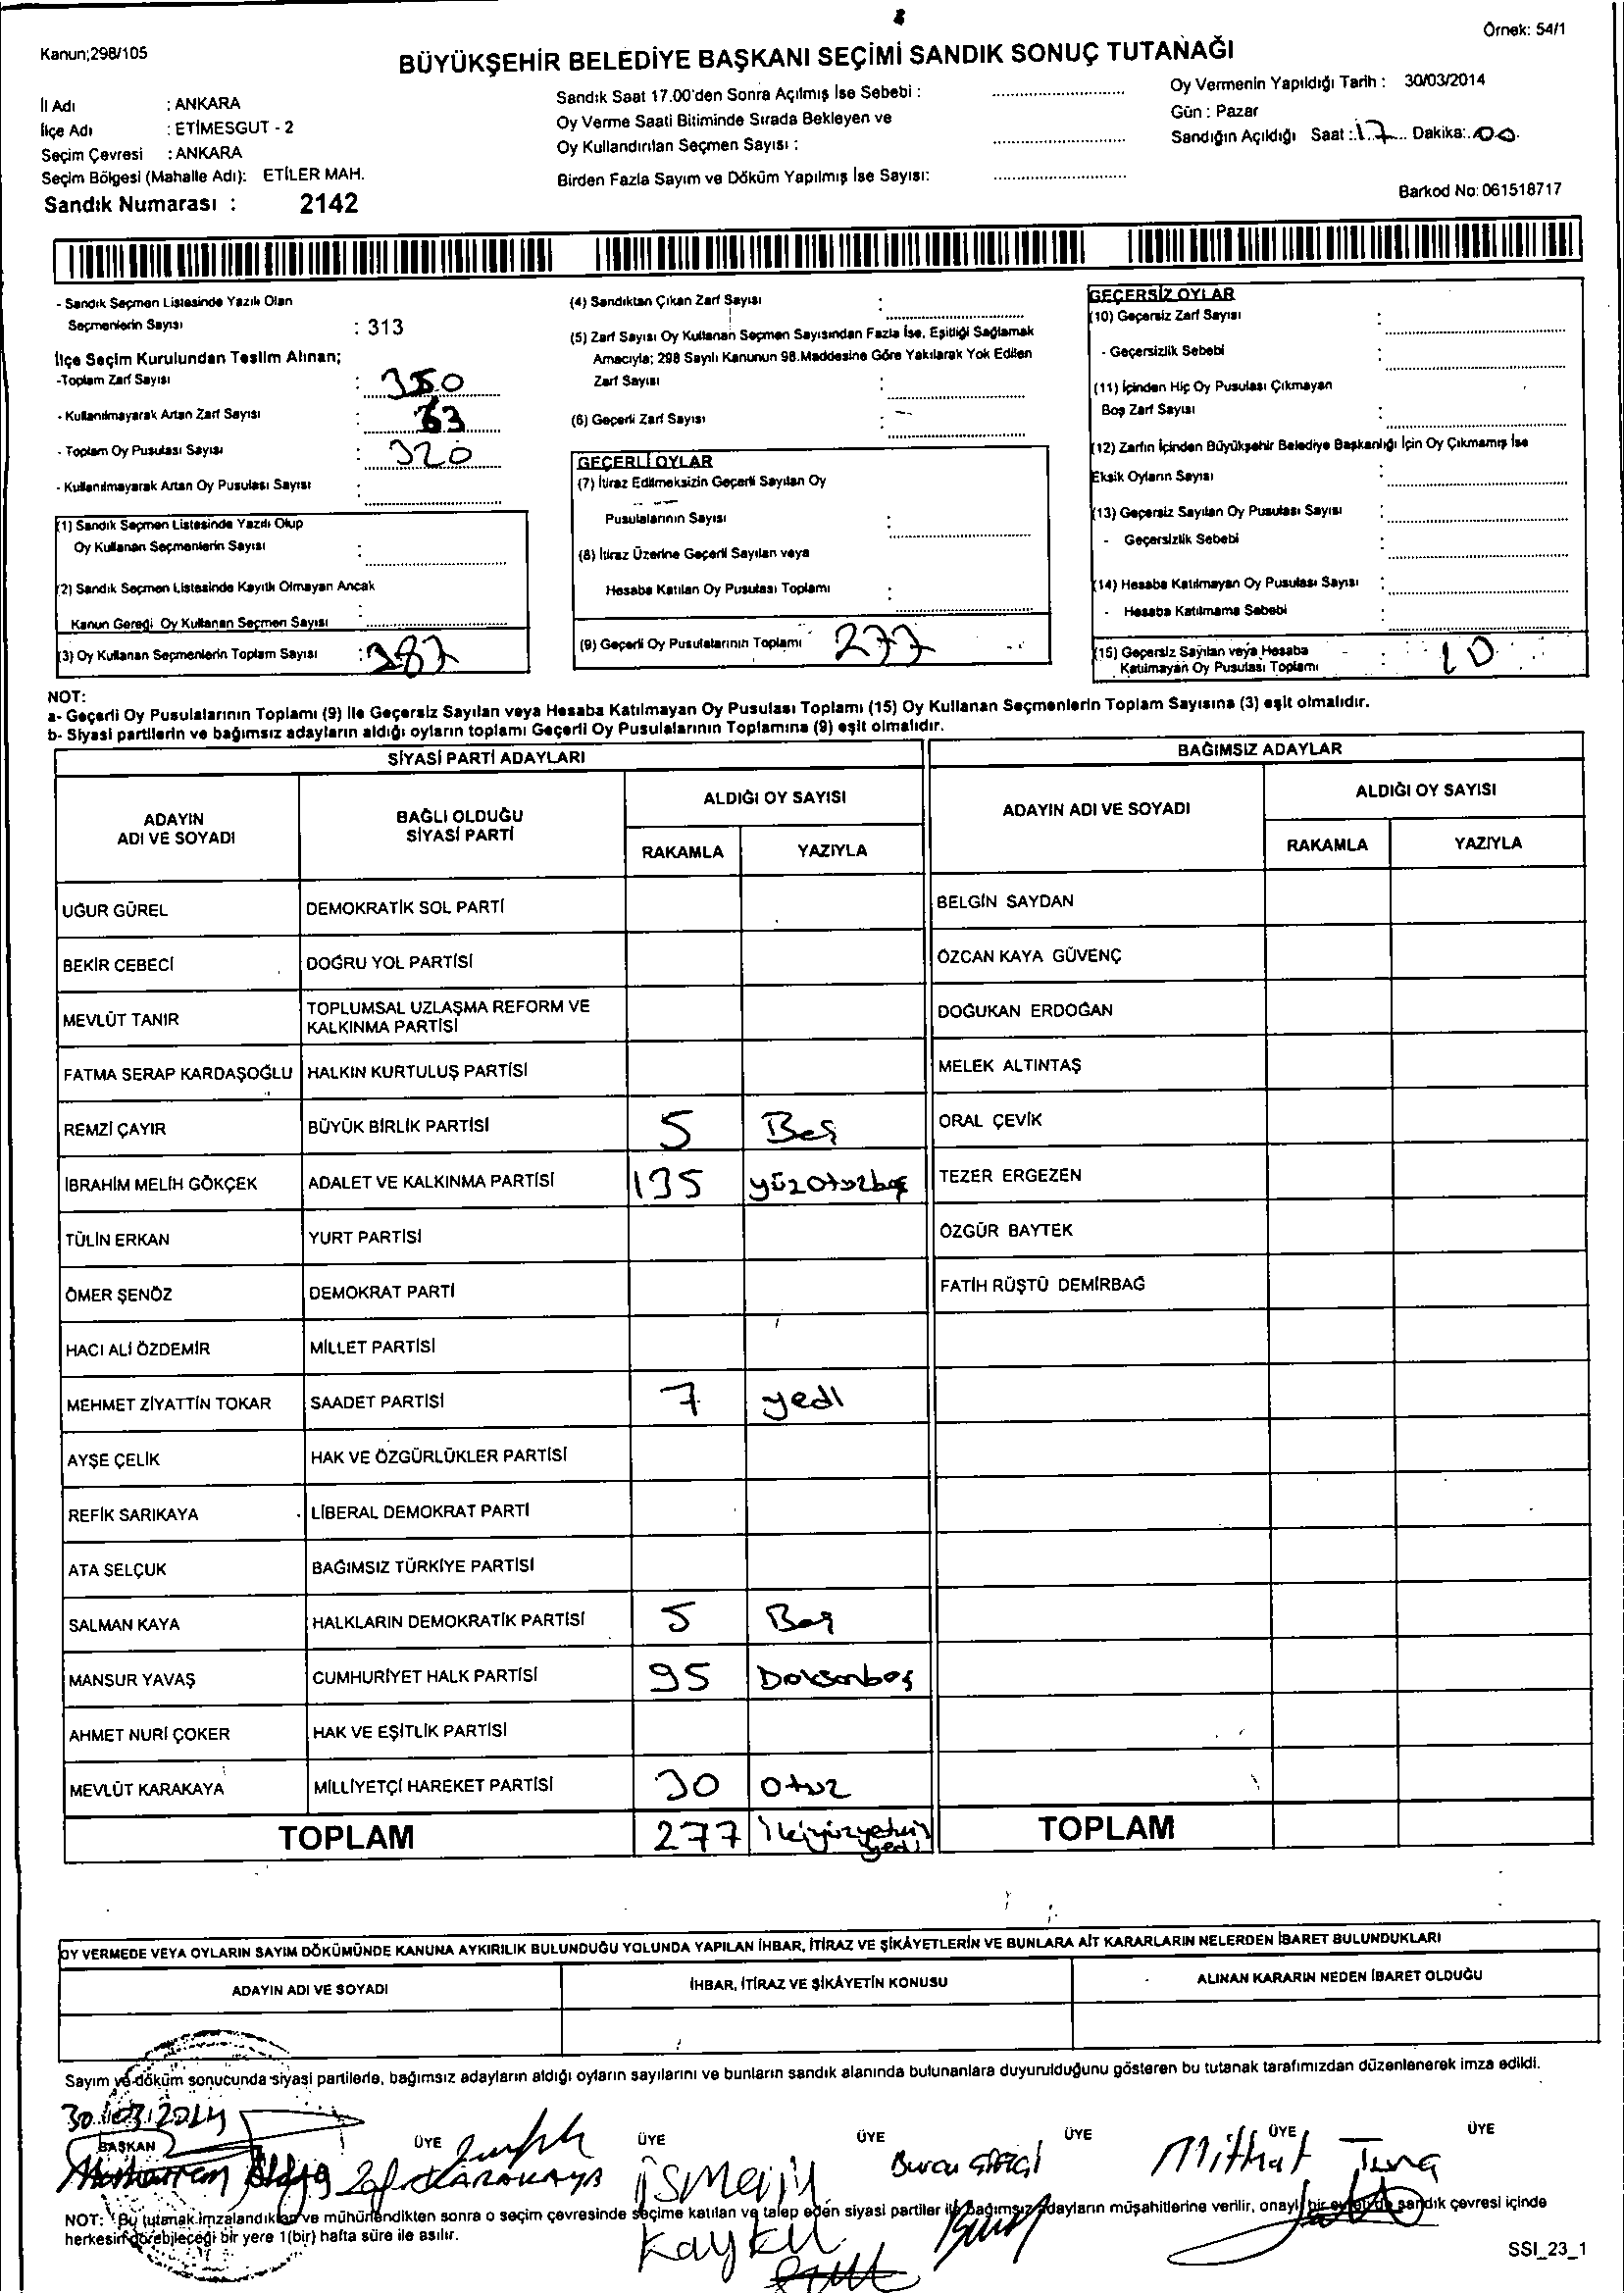 Örnek: 54/1
Kanun;298/105
BÜYÜKŞEHİR BELEDİYE BAŞKANI SEÇİMİ SANDIK SONUÇ TUTANAĞI
İl Adı : ANKARA
İlçe Adı : ETİMESGUT - 2
Seçim Çevresi : ANKARA
Seçim Bölgesi (Mahalle Adı): ETİLER MAH.
Sandık Numarası : 2142
Sandık Saat 17.00'den Sonra Açılmış İse Sebebi :
Oy Verme Saati Bitiminde Sırada Bekleyen ve
Oy Kullandırılan Seçmen Sayısı :
Birden Fazla Sayım ve Döküm Yapılmış İse Sayısı:
Oy Vermenin Yapıldığı Tarih : 30/03/2014
Gün : Pazar
Sandığın Açıldığı Saat : 17 Dakika: 00
Barkod No: 061518717
- Sandık Seçmen Listesinde Yazılı Olan
Seçmenlerin Sayısı : 313
İlçe Seçim Kurulundan Teslim Alınan;
-Toplam Zarf Sayısı : 350
- Kullanılmayarak Artan Zarf Sayısı : 63
- Toplam Oy Pusulası Sayısı : 320
- Kullanılmayarak Artan Oy Pusulası Sayısı :
(1) Sandık Seçmen Listesinde Yazılı Olup
Oy Kullanan Seçmenlerin Sayısı :
(2) Sandık Seçmen Listesinde Kayıtlı Olmayan Ancak
Kanun Gereği Oy Kullanan Seçmen Sayısı :
(3) Oy Kullanan Seçmenlerin Toplam Sayısı : 287
(4) Sandıktan Çıkan Zarf Sayısı :
(5) Zarf Sayısı Oy Kullanan Seçmen Sayısından Fazla İse, Eşitliği Sağlamak
Amacıyla; 298 Sayılı Kanunun 98.Maddesine Göre Yakılarak Yok Edilen
Zarf Sayısı :
(6) Geçerli Zarf Sayısı :
GEÇERLİ OYLAR
(7) İtiraz Edilmeksizin Geçerli Sayılan Oy
Pusulalarının Sayısı :
(8) İtiraz Üzerine Geçerli Sayılan veya
Hesaba Katılan Oy Pusulası Toplamı :
(9) Geçerli Oy Pusulalarının Toplamı 277
GEÇERSİZ OYLAR
(10) Geçersiz Zarf Sayısı :
- Geçersizlik Sebebi :
(11) İçinden Hiç Oy Pusulası Çıkmayan
Boş Zarf Sayısı :
(12) Zarfın İçinden Büyükşehir Belediye Başkanlığı İçin Oy Çıkmamış İse
Eksik Oyların Sayısı :
(13) Geçersiz Sayılan Oy Pusulası Sayısı :
- Geçersizlik Sebebi :
(14) Hesaba Katılmayan Oy Pusulası Sayısı :
- Hesaba Katılmama Sebebi :
(15) Geçersiz Sayılan veya Hesaba
Katılmayan Oy Pusulası Toplamı : 10
NOT:
a- Geçerli Oy Pusulalarının Toplamı (9) ile Geçersiz Sayılan veya Hesaba Katılmayan Oy Pusulası Toplamı (15) Oy Kullanan Seçmenlerin Toplam Sayısına (3) eşit olmalıdır.
b- Siyasi partilerin ve bağımsız adayların aldığı oyların toplamı Geçerli Oy Pusulalarının Toplamına (9) eşit olmalıdır.
SİYASİ PARTİ ADAYLARI
ADAYIN ADI VE SOYADI
BAĞLI OLDUĞU SİYASİ PARTİ
ALDIĞI OY SAYISI
RAKAMLA YAZIYLA
UĞUR GÜREL DEMOKRATİK SOL PARTİ
BEKİR CEBECİ DOĞRU YOL PARTİSİ
MEVLÜT TANIR TOPLUMSAL UZLAŞMA REFORM VE
KALKINMA PARTİSİ
FATMA SERAP KARDAŞOĞLU HALKIN KURTULUŞ PARTİSİ
REMZİ ÇAYIR BÜYÜK BİRLİK PARTİSİ 5 Beş
İBRAHİM MELİH GÖKÇEK ADALET VE KALKINMA PARTİSİ 135 yüzotuzbeş
TÜLİN ERKAN YURT PARTİSİ
ÖMER ŞENÖZ DEMOKRAT PARTİ
HACI ALİ ÖZDEMİR MİLLET PARTİSİ
MEHMET ZİYATTİN TOKAR SAADET PARTİSİ 7 yedi
AYŞE ÇELİK HAK VE ÖZGÜRLÜKLER PARTİSİ
REFİK SARIKAYA LİBERAL DEMOKRAT PARTİ
ATA SELÇUK BAĞIMSIZ TÜRKİYE PARTİSİ
SALMAN KAYA HALKLARIN DEMOKRATİK PARTİSİ 5 Beş
MANSUR YAVAŞ CUMHURİYET HALK PARTİSİ 95 Doksanbeş
AHMET NURİ ÇOKER HAK VE EŞİTLİK PARTİSİ
MEVLÜT KARAKAYA MİLLİYETÇİ HAREKET PARTİSİ 30 otuz
TOPLAM 277 ikiyüzyetmiş
yedi
BAĞIMSIZ ADAYLAR
ADAYIN ADI VE SOYADI
ALDIĞI OY SAYISI
RAKAMLA YAZIYLA
BELGİN SAYDAN
ÖZCAN KAYA GÜVENÇ
DOĞUKAN ERDOĞAN
MELEK ALTINTAŞ
ORAL ÇEVİK
TEZER ERGEZEN
ÖZGÜR BAYTEK
FATİH RÜŞTÜ DEMİRBAĞ
TOPLAM
OY VERMEDE VEYA OYLARIN SAYIM DÖKÜMÜNDE KANUNA AYKIRILIK BULUNDUĞU YOLUNDA YAPILAN İHBAR, İTİRAZ VE ŞİKÂYETLERİN VE BUNLARA AİT KARARLARIN NELERDEN İBARET BULUNDUKLARI
ADAYIN ADI VE SOYADI İHBAR, İTİRAZ VE ŞİKÂYETİN KONUSU ALINAN KARARIN NEDEN İBARET OLDUĞU
Sayım ve döküm sonucunda siyasi partilerle, bağımsız adayların aldığı oyların sayılarını ve bunların sandık alanında bulunanlara duyurulduğunu gösteren bu tutanak tarafımızdan düzenlenerek imza edildi.
30/03/2014
BAŞKAN ÜYE ÜYE ÜYE ÜYE ÜYE ÜYE
Muharrem KARAKAYA İSMAİL Burcu Mithat Tuna
Kaykı
NOT: Bu tutanak imzalandıktan ve mühürlendikten sonra o seçim çevresinde seçime katılan ve talep eden siyasi partiler ile bağımsız adayların müşahitlerine verilir, onaylı bir sureti de sandık çevresi içinde
herkesin görebileceği bir yere 1(bir) hafta süre ile asılır.
SSI_23_1